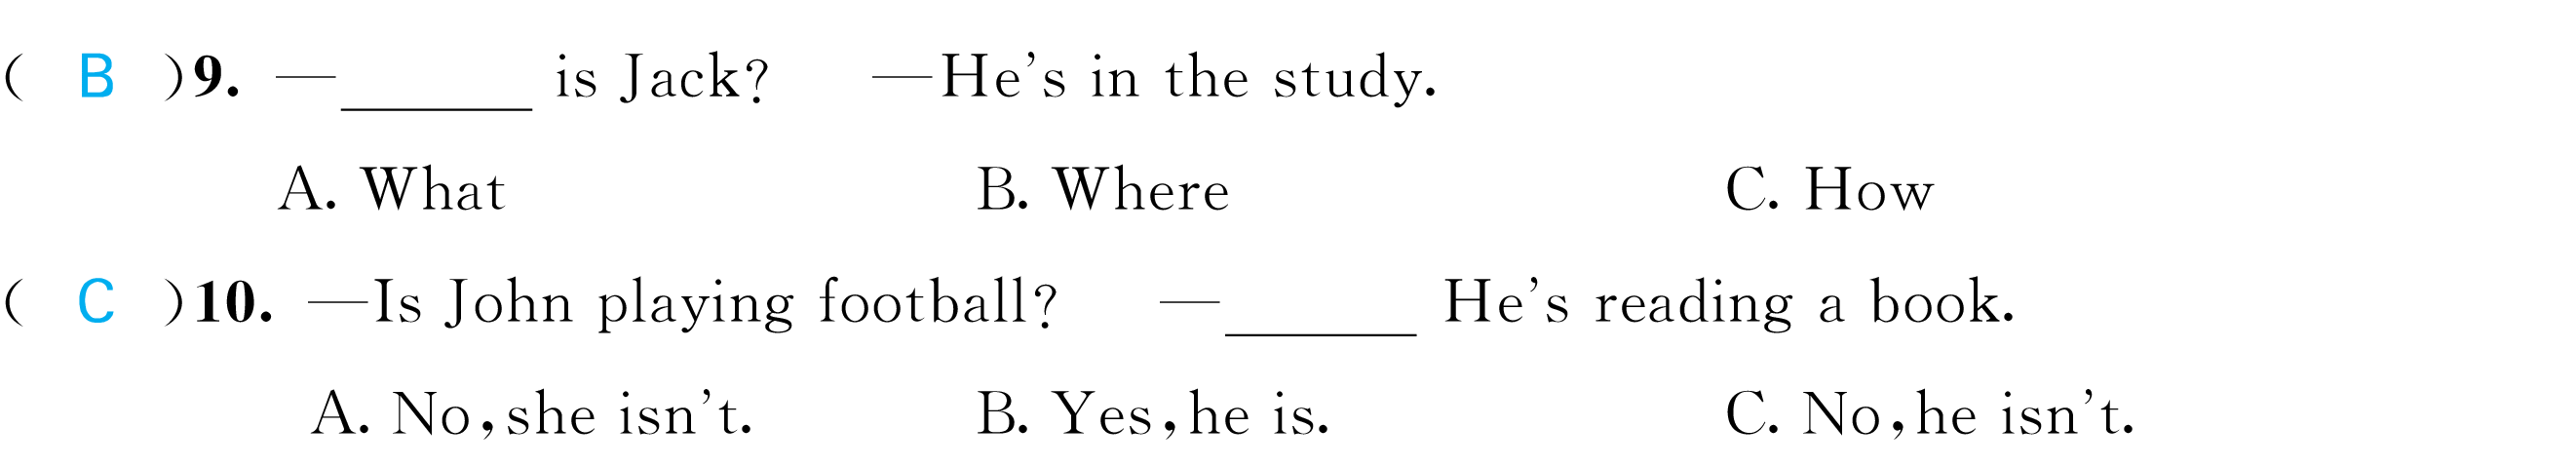 ( B )9. —______ is Jack? —He's in the study.
A. What B. Where C. How
( C )10. —Is John playing football? —______ He's reading a book.
A. No,she isn't. B. Yes,he is. C. No,he isn't.